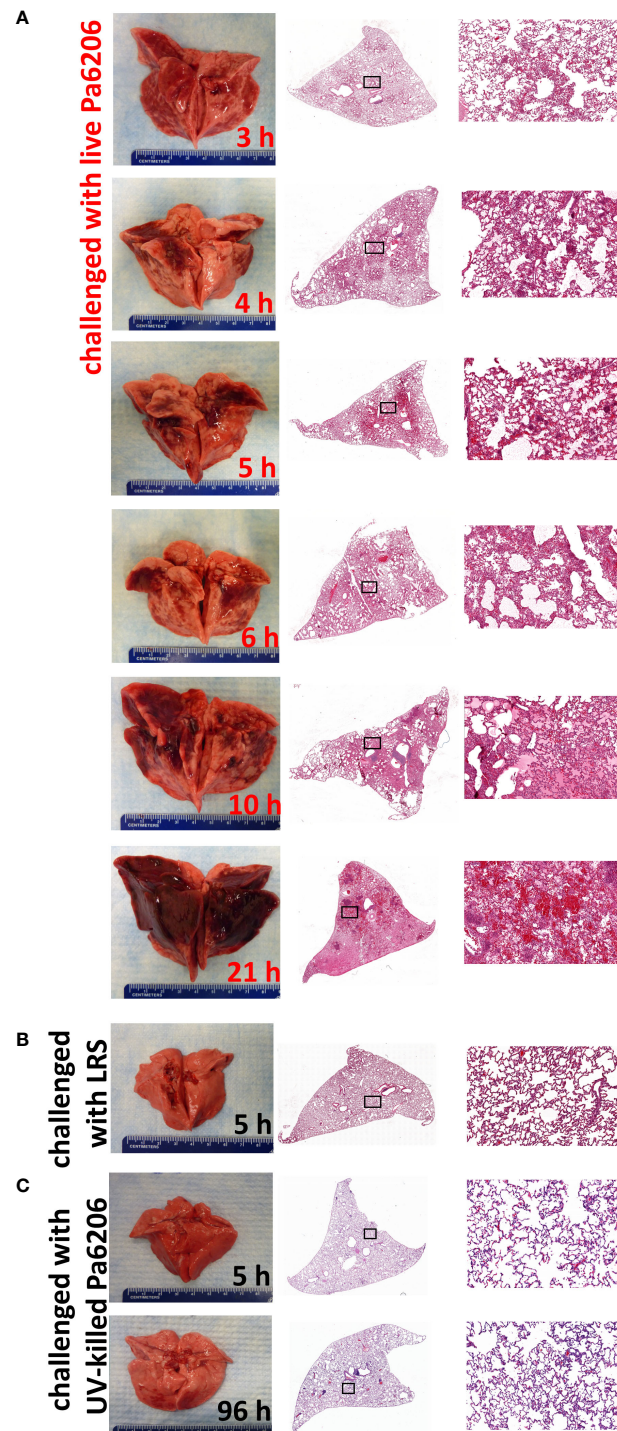 A
challenged with live Pa6206
3 h
CENTIMETERS
4 h
CENTIMETERS
5 h
CENTIMETERS
6 h
CENTIMETERS
10 h
CENTIMETERS
21 h
CENTIMETERS
B
challenged
with LRS
5 h
CENTIMETERS
C
challenged with
UV-killed Pa6206
5 h
CENTIMETERS
96 h
CENTIMETERS